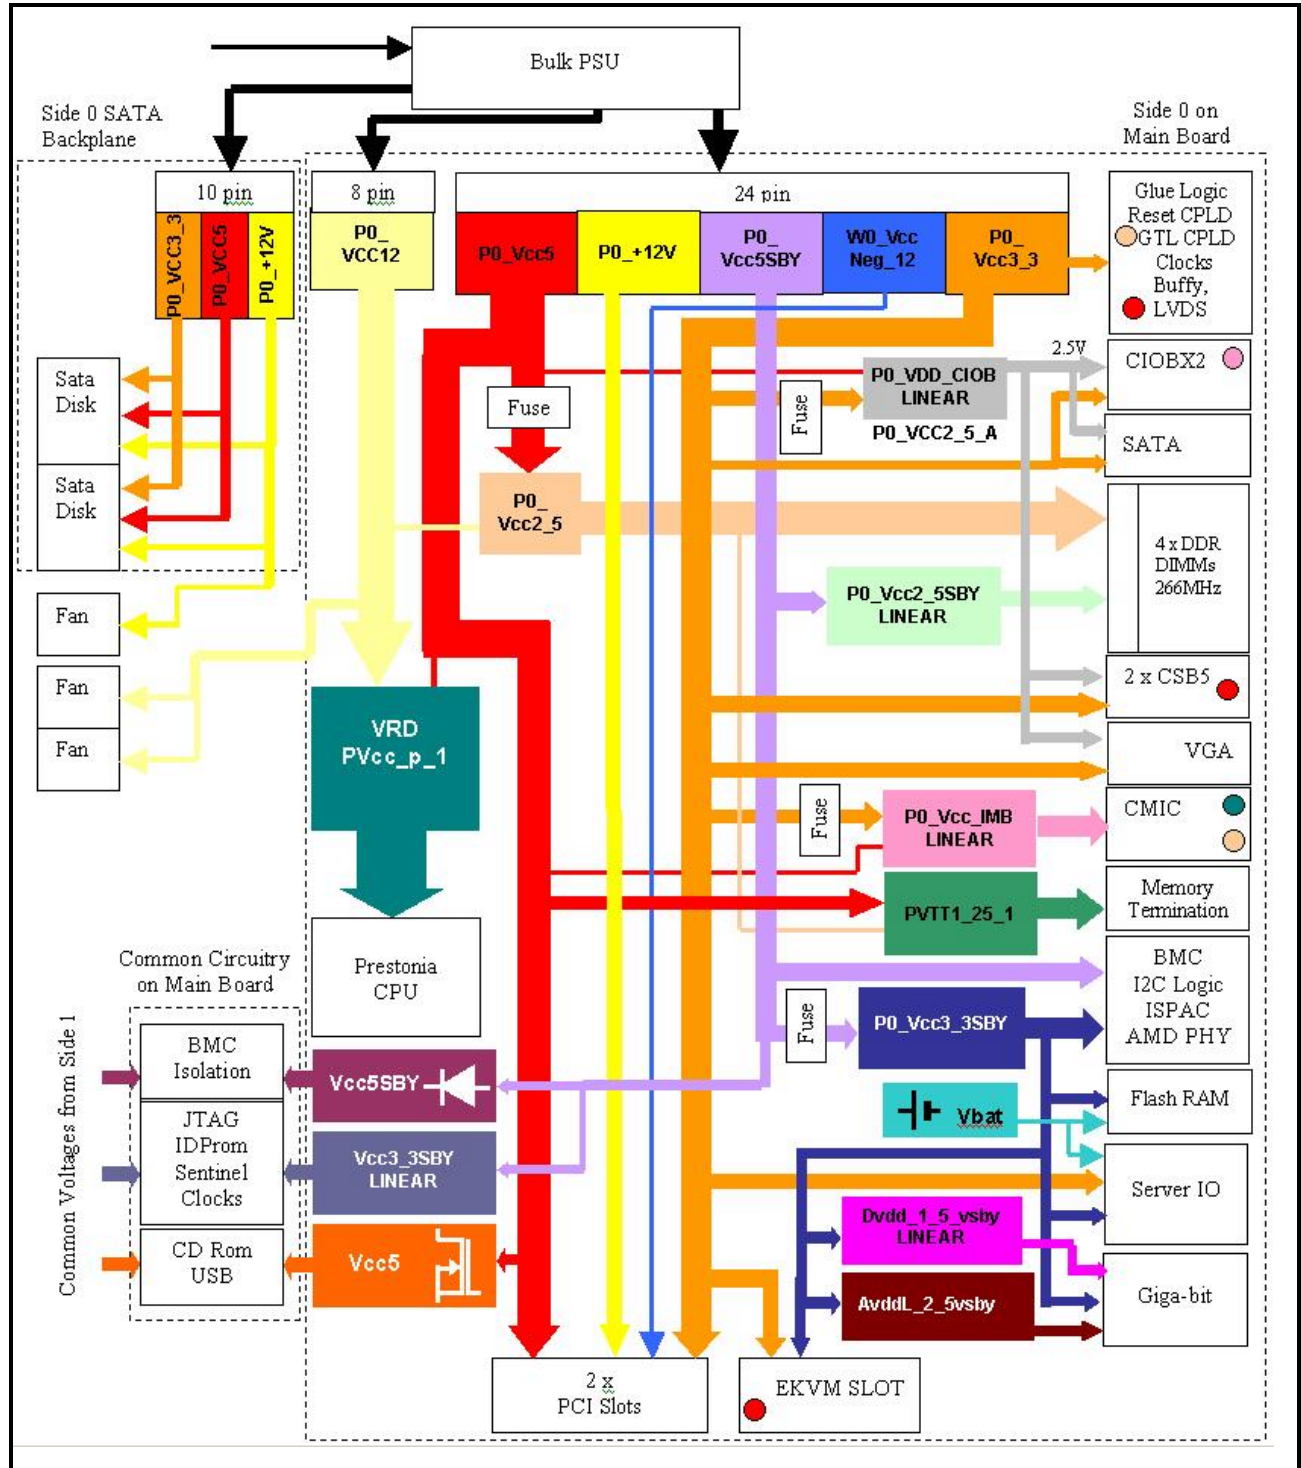 Bulk PSU
Side 0 SATA
Backplane
Side 0 on
Main Board
10 pin
8 pin
24 pin
P0_VCC3_3
P0_VCC5
P0_+12V
P0_
VCC12
P0_Vcc5
P0_+12V
P0_
Vcc5SBY
W0_Vcc
Neg_12
P0_
Vcc3_3
Glue Logic
Reset CPLD
GTL CPLD
Clocks
Buffy,
LVDS
Sata
Disk
Sata
Disk
Fuse
Fuse
P0_VDD_CIOB
LINEAR
P0_VCC2_5_A
2.5V
CIOBX2
SATA
P0_
Vcc2_5
4 x DDR
DIMMs
266MHz
P0_Vcc2_5SBY
LINEAR
Fan
Fan
Fan
2 x CSB5
VGA
VRD
PVcc_p_1
Fuse
P0_Vcc_IMB
LINEAR
CMIC
PVTT1_25_1
Memory
Termination
Prestonia
CPU
BMC
I2C Logic
ISPAC
AMD PHY
Fuse
P0_Vcc3_3SBY
Common Circuitry
on Main Board
Common Voltages from Side 1
BMC
Isolation
Vcc5SBY
JTAG
IDProm
Sentinel
Clocks
Vcc3_3SBY
LINEAR
CD Rom
USB
Vcc5
Vbat
Flash RAM
Server IO
Dvdd_1_5_vsby
LINEAR
AvddL_2_5vsby
Giga-bit
2 x
PCI Slots
EKVM SLOT